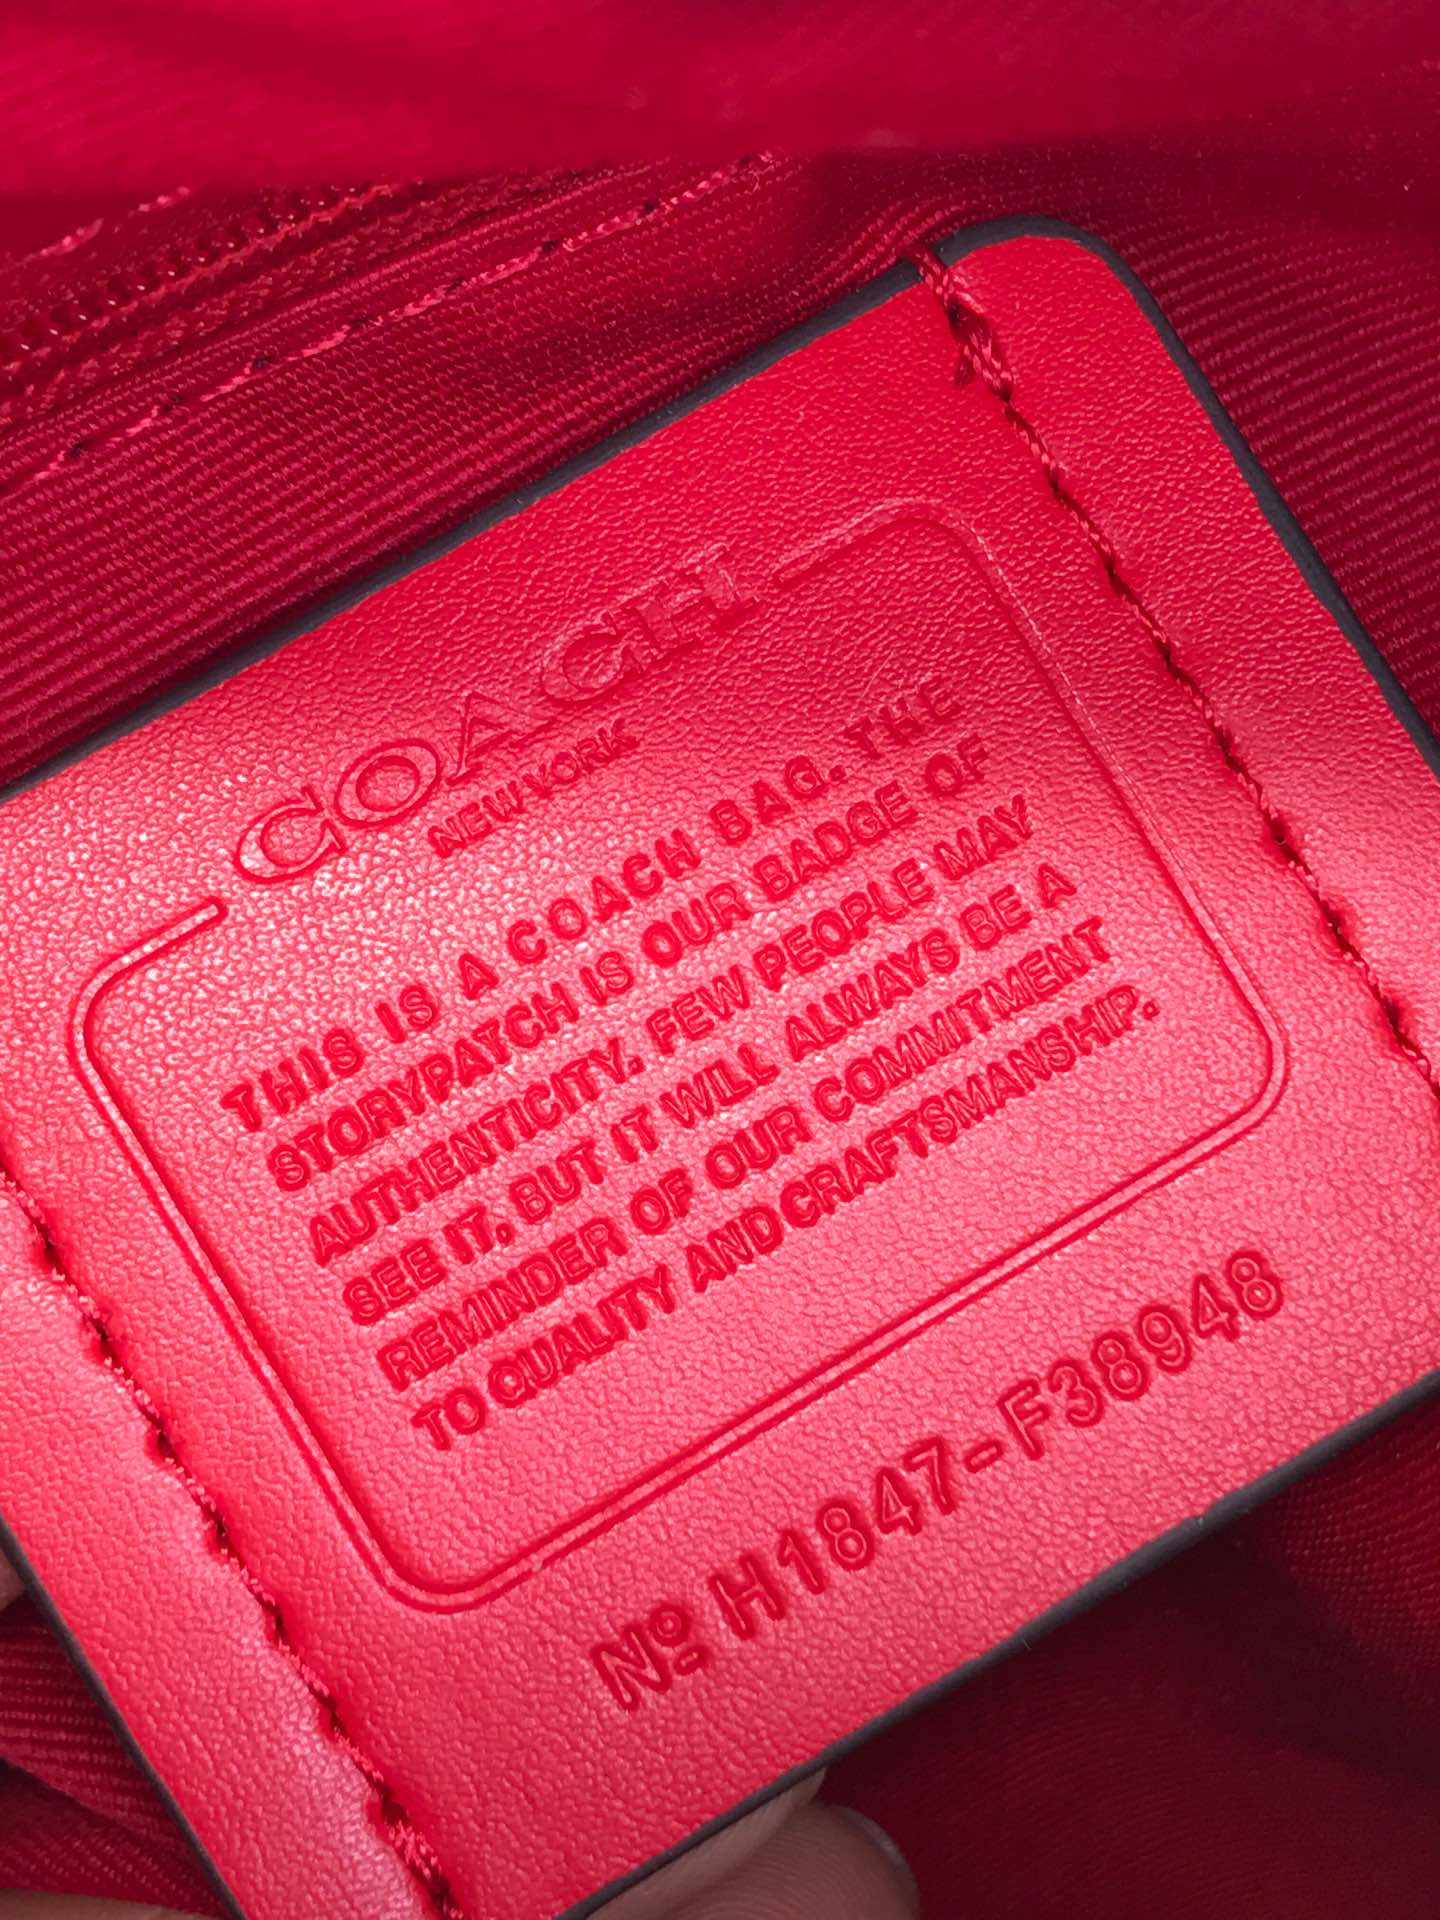 COACH
NEW YORK
THIS IS A COACH BAG. THE
STORYPATCH IS OUR BADGE OF
AUTHENTICITY. FEW PEOPLE MAY
SEE IT, BUT IT WILL ALWAYS BE A
REMINDER OF OUR COMMITMENT
TO QUALITY AND CRAFTSMANSHIP.
Nº H1847-F38948